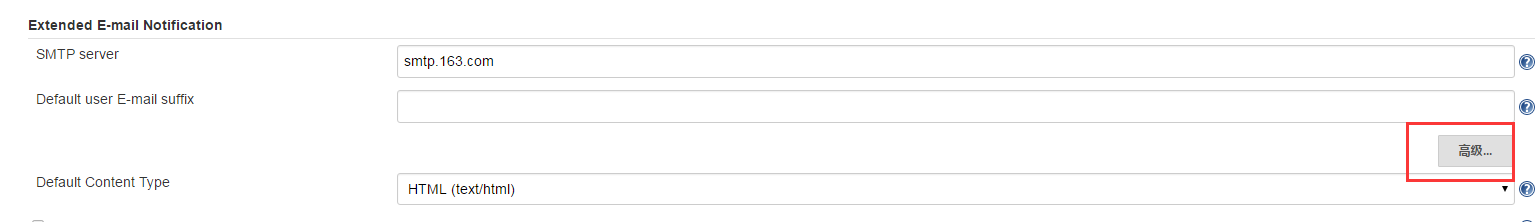 Extended E-mail Notification
SMTP server
smtp.163.com
Default user E-mail suffix
高级...
Default Content Type
HTML (text/html)